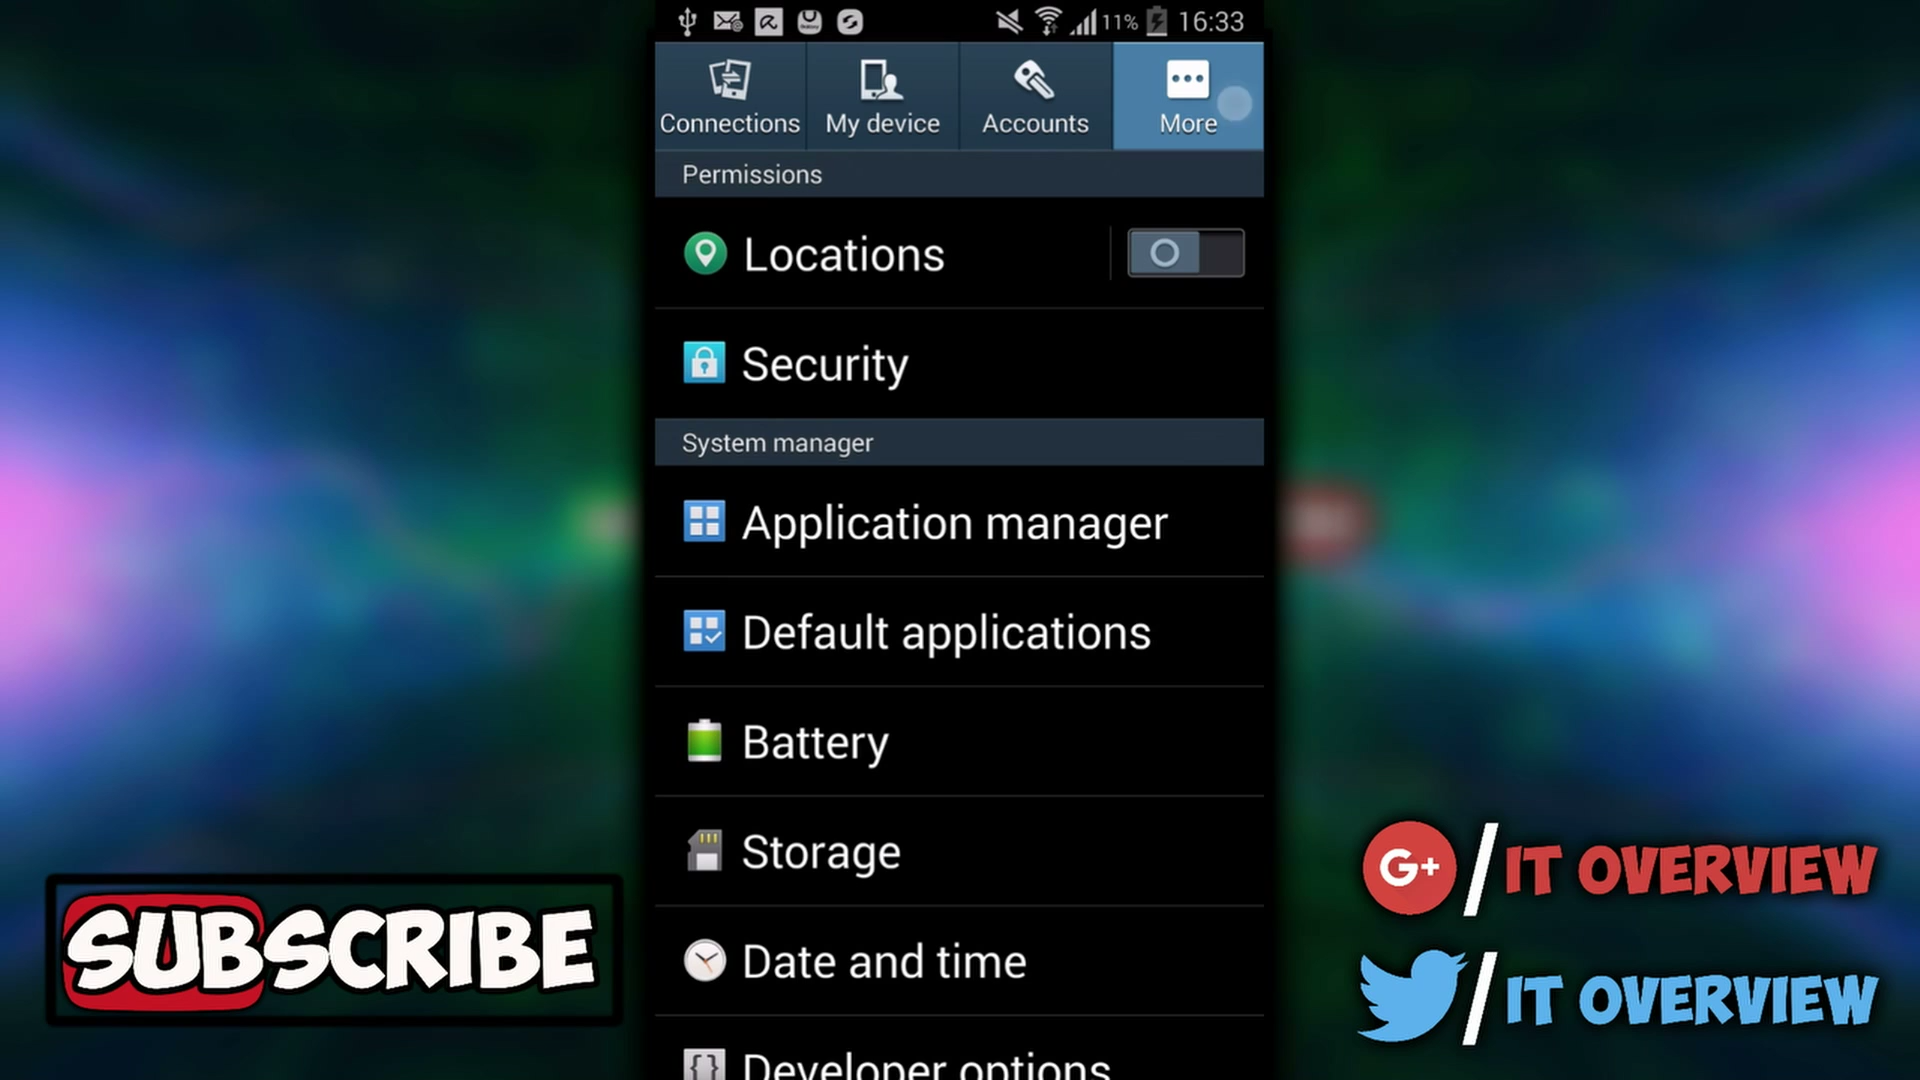 11% 16:33
Connections My device Accounts More
Permissions
Locations
Security
System manager
Application manager
Default applications
Battery
Storage
Date and time
Developer options
SUBSCRIBE
G+ / IT OVERVIEW
/ IT OVERVIEW